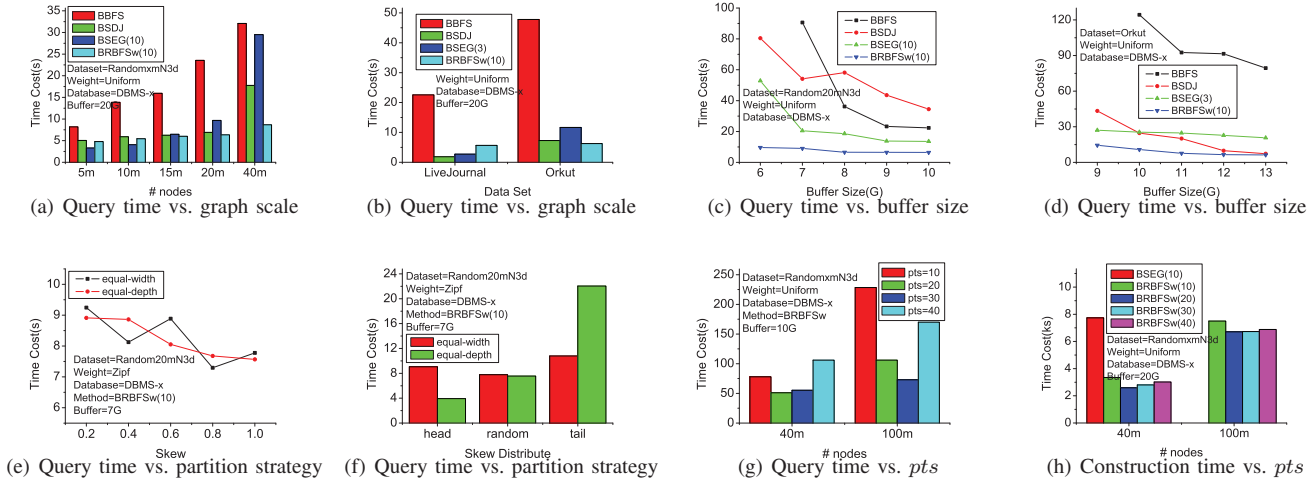 BBFS
BSDJ
BSEG(10)
BRBFSw(10)
Dataset=RandomxmN3d
Weight=Uniform
Database=DBMS-x
Buffer=20G
Time Cost(s)
35
30
25
20
15
10
5
0
5m 10m 15m 20m 40m
# nodes
(a) Query time vs. graph scale
BBFS
BSDJ
BSEG(3)
BRBFSw(10)
Weight=Uniform
Database=DBMS-x
Buffer=20G
Time Cost(s)
50
40
30
20
10
0
LiveJournal Orkut
Data Set
(b) Query time vs. graph scale
BBFS
BSDJ
BSEG(10)
BRBFSw(10)
Dataset=Random20mN3d
Weight=Uniform
Database=DBMS-x
Time Cost(s)
100
80
60
40
20
0
6 7 8 9 10
Buffer Size(G)
(c) Query time vs. buffer size
Dataset=Orkut
Weight=Uniform
Database=DBMS-x
BBFS
BSDJ
BSEG(3)
BRBFSw(10)
Time Cost(s)
120
90
60
30
0
9 10 11 12 13
Buffer Size(G)
(d) Query time vs. buffer size
equal-width
equal-depth
Dataset=Random20mN3d
Weight=Zipf
Database=DBMS-x
Method=BRBFSw(10)
Buffer=7G
Time Cost(s)
10
9
8
7
6
0.2 0.4 0.6 0.8 1.0
Skew
(e) Query time vs. partition strategy
Dataset=Random20mN3d
Weight=Zipf
Database=DBMS-x
Method=BRBFSw(10)
Buffer=7G
equal-width
equal-depth
Time Cost(s)
24
20
16
12
8
4
0
head random tail
Skew Distribute
(f) Query time vs. partition strategy
Dataset=RandomxmN3d
Weight=Uniform
Database=DBMS-x
Method=BRBFSw
Buffer=10G
pts=10
pts=20
pts=30
pts=40
Time Cost(s)
250
200
150
100
50
0
40m 100m
# nodes
(g) Query time vs. pts
BSEG(10)
BRBFSw(10)
BRBFSw(20)
BRBFSw(30)
BRBFSw(40)
Dataset=RandomxmN3d
Weight=Uniform
Database=DBMS-x
Buffer=20G
Time Cost(ks)
10
8
6
4
2
0
40m 100m
# nodes
(h) Construction time vs. pts